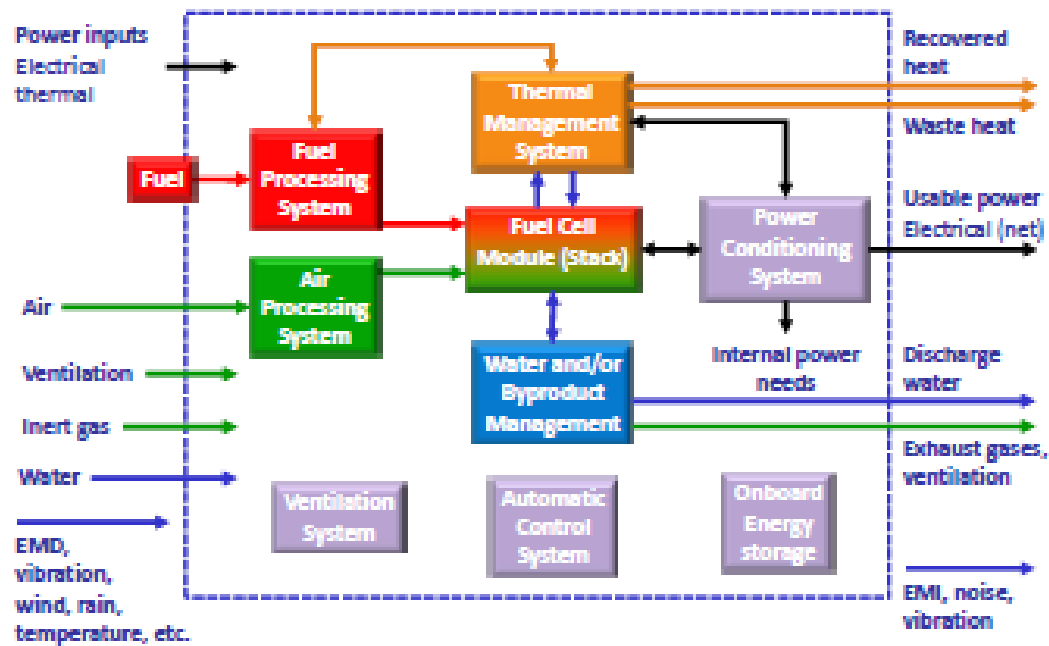 Power inputs
Electrical
thermal
Recovered
heat
Thermal
Management
System
Waste heat
Fuel
Fuel
Processing
System
Usable power
Electrical (net)
Fuel Cell
Module (Stack)
Power
Conditioning
System
Air
Air
Processing
System
Internal power
needs
Ventilation
Water and/or
Byproduct
Management
Discharge
water
Inert gas
Exhaust gases,
ventilation
Water
Ventilation
System
Automatic
Control
System
Onboard
Energy
storage
EMD,
vibration,
wind, rain,
temperature, etc.
EMI, noise,
vibration